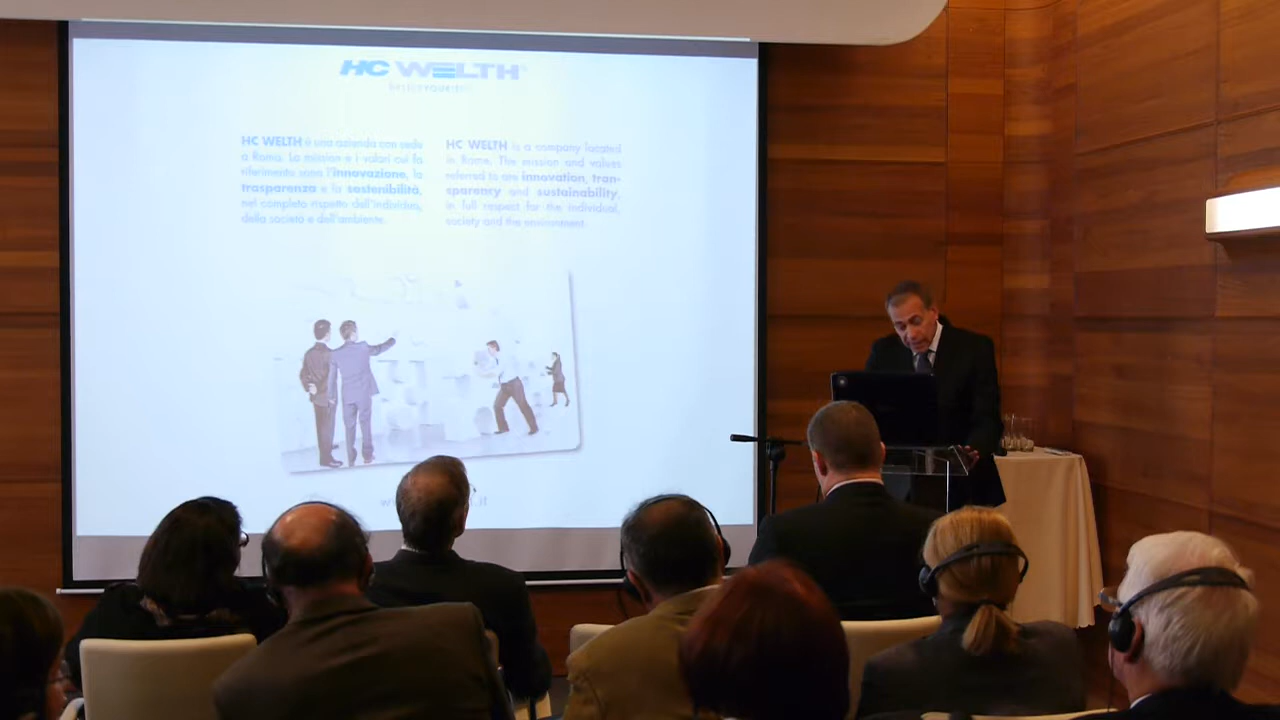 HC WELTH
HC WELTH è una azienda con sede
a Roma. La mission e i valori cui fa
riferimento sono l'innovazione, la
trasparenza e la sostenibilità,
nel completo rispetto dell'individuo,
della società e dell'ambiente.
HC WELTH is a company located
in Rome. The mission and values
referred to are innovation, tran-
sparency and sustainability,
in full respect for the individual,
society and the environment.